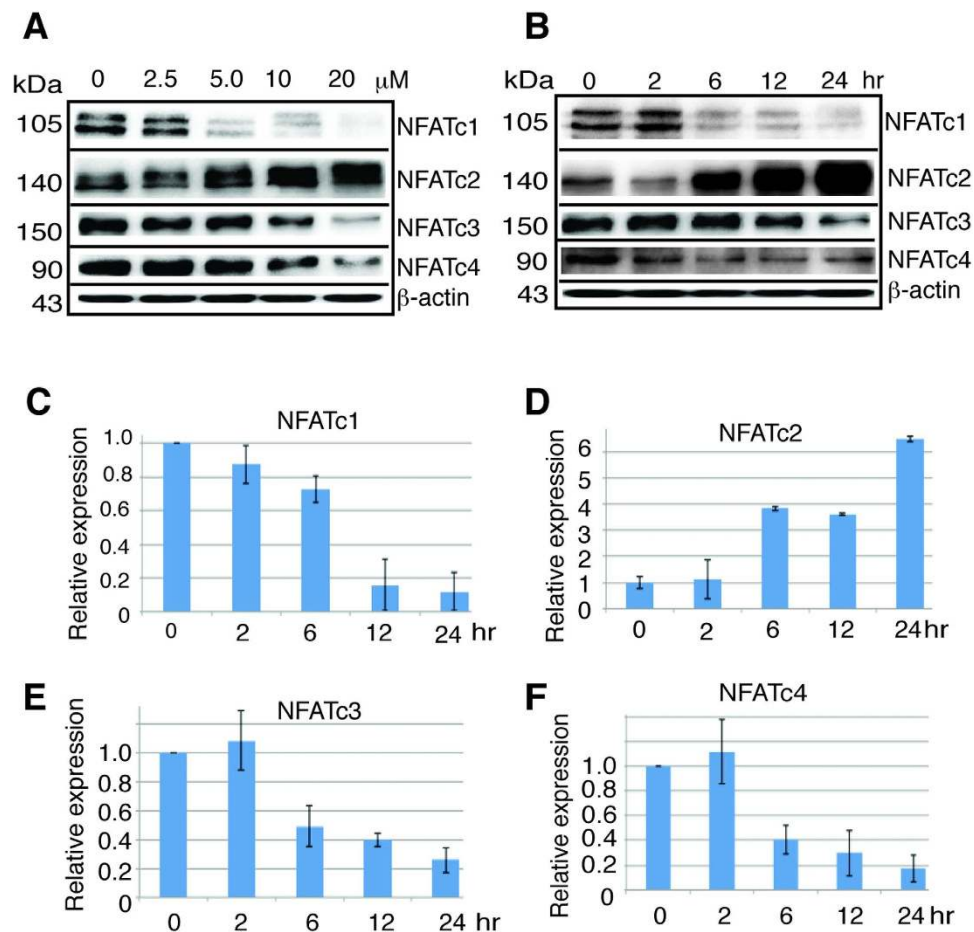 A
kDa 0 2.5 5.0 10 20 μM
105 NFATc1
140 NFATc2
150 NFATc3
90 NFATc4
43 β-actin
B
kDa 0 2 6 12 24 hr
105 NFATc1
140 NFATc2
150 NFATc3
90 NFATc4
43 β-actin
C
NFATc1
Relative expression
1.0
0.8
0.6
0.4
0.2
0
0 2 6 12 24 hr
D
NFATc2
Relative expression
6
5
4
3
2
1
0
0 2 6 12 24hr
E
NFATc3
Relative expression
1.0
0.8
0.6
0.4
0.2
0
0 2 6 12 24 hr
F
NFATc4
Relative expression
1.0
0.8
0.6
0.4
0.2
0
0 2 6 12 24 hr